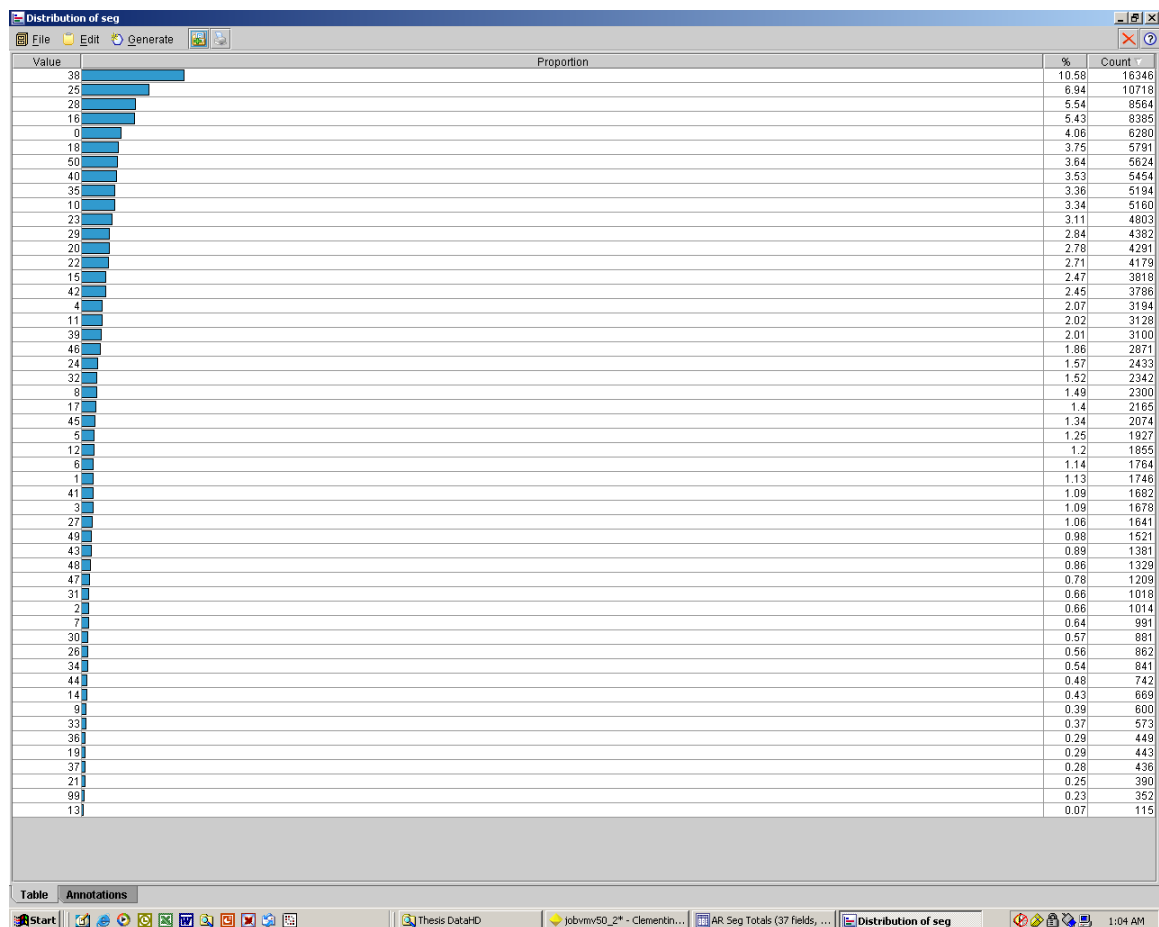 Distribution of seg
File Edit Generate
Value Proportion % Count
38 10.58 16346
25 6.94 10718
28 5.54 8564
16 5.43 8385
0 4.06 6280
18 3.75 5791
50 3.64 5624
40 3.53 5454
35 3.36 5194
10 3.34 5160
23 3.11 4803
29 2.84 4382
20 2.78 4291
22 2.71 4179
15 2.47 3818
42 2.45 3786
4 2.07 3194
11 2.02 3128
39 2.01 3100
46 1.86 2871
24 1.57 2433
32 1.52 2342
8 1.49 2300
17 1.4 2165
45 1.34 2074
5 1.25 1927
12 1.2 1855
6 1.14 1764
1 1.13 1746
41 1.09 1682
3 1.09 1678
27 1.06 1641
49 0.98 1521
43 0.89 1381
48 0.86 1329
47 0.78 1209
31 0.66 1018
2 0.66 1014
7 0.64 991
30 0.57 881
26 0.56 862
34 0.54 841
44 0.48 742
14 0.43 669
9 0.39 600
33 0.37 573
36 0.29 449
19 0.29 443
37 0.28 436
21 0.25 390
99 0.23 352
13 0.07 115
Table Annotations
Start Thesis DataHD jobvmv50_2* - Clementin... AR Seg Totals (37 fields, ... Distribution of seg 1:04 AM